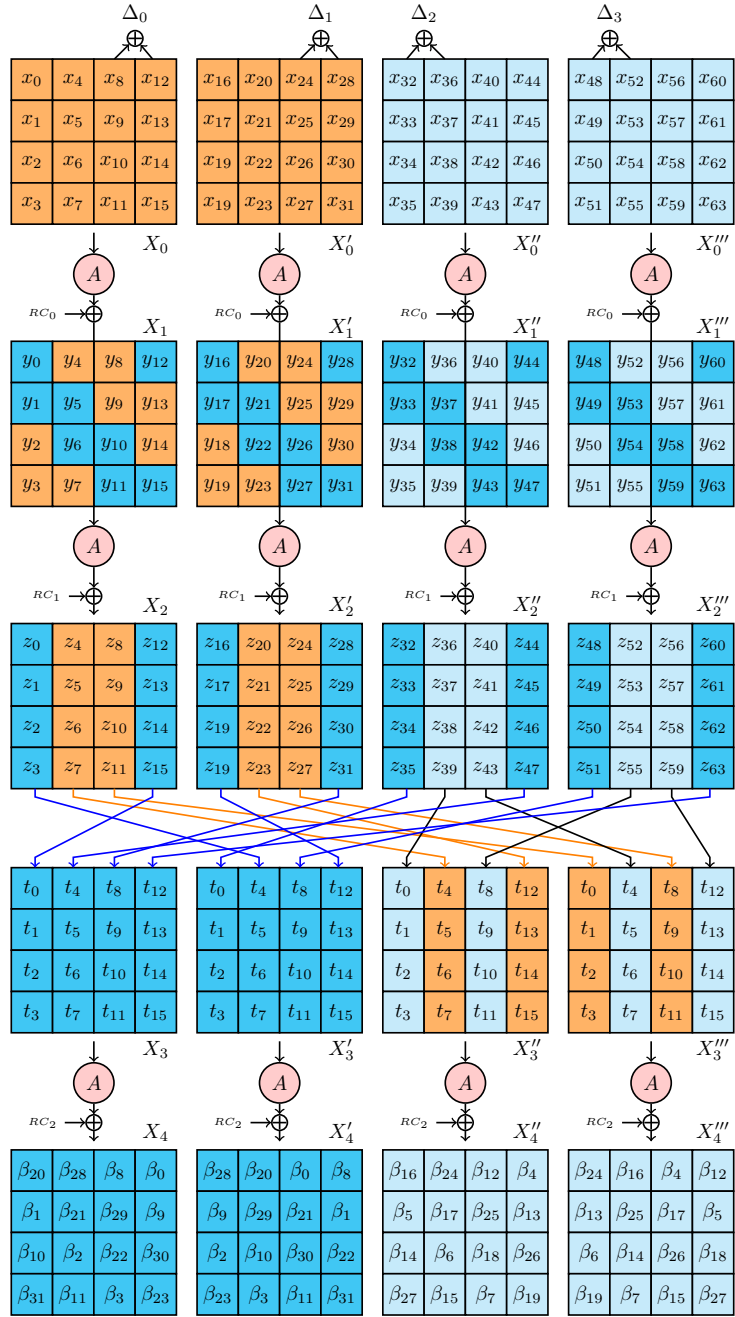 Δ₀ Δ₁ Δ₂ Δ₃
x₀ x₄ x₈ x₁₂ x₁₆ x₂₀ x₂₄ x₂₈ x₃₂ x₃₆ x₄₀ x₄₄ x₄₈ x₅₂ x₅₆ x₆₀
x₁ x₅ x₉ x₁₃ x₁₇ x₂₁ x₂₅ x₂₉ x₃₃ x₃₇ x₄₁ x₄₅ x₄₉ x₅₃ x₅₇ x₆₁
x₂ x₆ x₁₀ x₁₄ x₁₉ x₂₂ x₂₆ x₃₀ x₃₄ x₃₈ x₄₂ x₄₆ x₅₀ x₅₄ x₅₈ x₆₂
x₃ x₇ x₁₁ x₁₅ x₁₉ x₂₃ x₂₇ x₃₁ x₃₅ x₃₉ x₄₃ x₄₇ x₅₁ x₅₅ x₅₉ x₆₃
X₀ X₀′ X₀″ X₀‴
A A A A
RC₀ RC₀ RC₀ RC₀
X₁ X₁′ X₁″ X₁‴
y₀ y₄ y₈ y₁₂ y₁₆ y₂₀ y₂₄ y₂₈ y₃₂ y₃₆ y₄₀ y₄₄ y₄₈ y₅₂ y₅₆ y₆₀
y₁ y₅ y₉ y₁₃ y₁₇ y₂₁ y₂₅ y₂₉ y₃₃ y₃₇ y₄₁ y₄₅ y₄₉ y₅₃ y₅₇ y₆₁
y₂ y₆ y₁₀ y₁₄ y₁₈ y₂₂ y₂₆ y₃₀ y₃₄ y₃₈ y₄₂ y₄₆ y₅₀ y₅₄ y₅₈ y₆₂
y₃ y₇ y₁₁ y₁₅ y₁₉ y₂₃ y₂₇ y₃₁ y₃₅ y₃₉ y₄₃ y₄₇ y₅₁ y₅₅ y₅₉ y₆₃
A A A A
RC₁ RC₁ RC₁ RC₁
X₂ X₂′ X₂″ X₂‴
z₀ z₄ z₈ z₁₂ z₁₆ z₂₀ z₂₄ z₂₈ z₃₂ z₃₆ z₄₀ z₄₄ z₄₈ z₅₂ z₅₆ z₆₀
z₁ z₅ z₉ z₁₃ z₁₇ z₂₁ z₂₅ z₂₉ z₃₃ z₃₇ z₄₁ z₄₅ z₄₉ z₅₃ z₅₇ z₆₁
z₂ z₆ z₁₀ z₁₄ z₁₉ z₂₂ z₂₆ z₃₀ z₃₄ z₃₈ z₄₂ z₄₆ z₅₀ z₅₄ z₅₈ z₆₂
z₃ z₇ z₁₁ z₁₅ z₁₉ z₂₃ z₂₇ z₃₁ z₃₅ z₃₉ z₄₃ z₄₇ z₅₁ z₅₅ z₅₉ z₆₃
t₀ t₄ t₈ t₁₂ t₀ t₄ t₈ t₁₂ t₀ t₄ t₈ t₁₂ t₀ t₄ t₈ t₁₂
t₁ t₅ t₉ t₁₃ t₁ t₅ t₉ t₁₃ t₁ t₅ t₉ t₁₃ t₁ t₅ t₉ t₁₃
t₂ t₆ t₁₀ t₁₄ t₂ t₆ t₁₀ t₁₄ t₂ t₆ t₁₀ t₁₄ t₂ t₆ t₁₀ t₁₄
t₃ t₇ t₁₁ t₁₅ t₃ t₇ t₁₁ t₁₅ t₃ t₇ t₁₁ t₁₅ t₃ t₇ t₁₁ t₁₅
X₃ X₃′ X₃″ X₃‴
A A A A
RC₂ RC₂ RC₂ RC₂
X₄ X₄′ X₄″ X₄‴
β₂₀ β₂₈ β₈ β₀ β₂₈ β₂₀ β₀ β₈ β₁₆ β₂₄ β₁₂ β₄ β₂₄ β₁₆ β₄ β₁₂
β₁ β₂₁ β₂₉ β₉ β₉ β₂₉ β₂₁ β₁ β₅ β₁₇ β₂₅ β₁₃ β₁₃ β₂₅ β₁₇ β₅
β₁₀ β₂ β₂₂ β₃₀ β₂ β₁₀ β₃₀ β₂₂ β₁₄ β₆ β₁₈ β₂₆ β₆ β₁₄ β₂₆ β₁₈
β₃₁ β₁₁ β₃ β₂₃ β₂₃ β₃ β₁₁ β₃₁ β₂₇ β₁₅ β₇ β₁₉ β₁₉ β₇ β₁₅ β₂₇